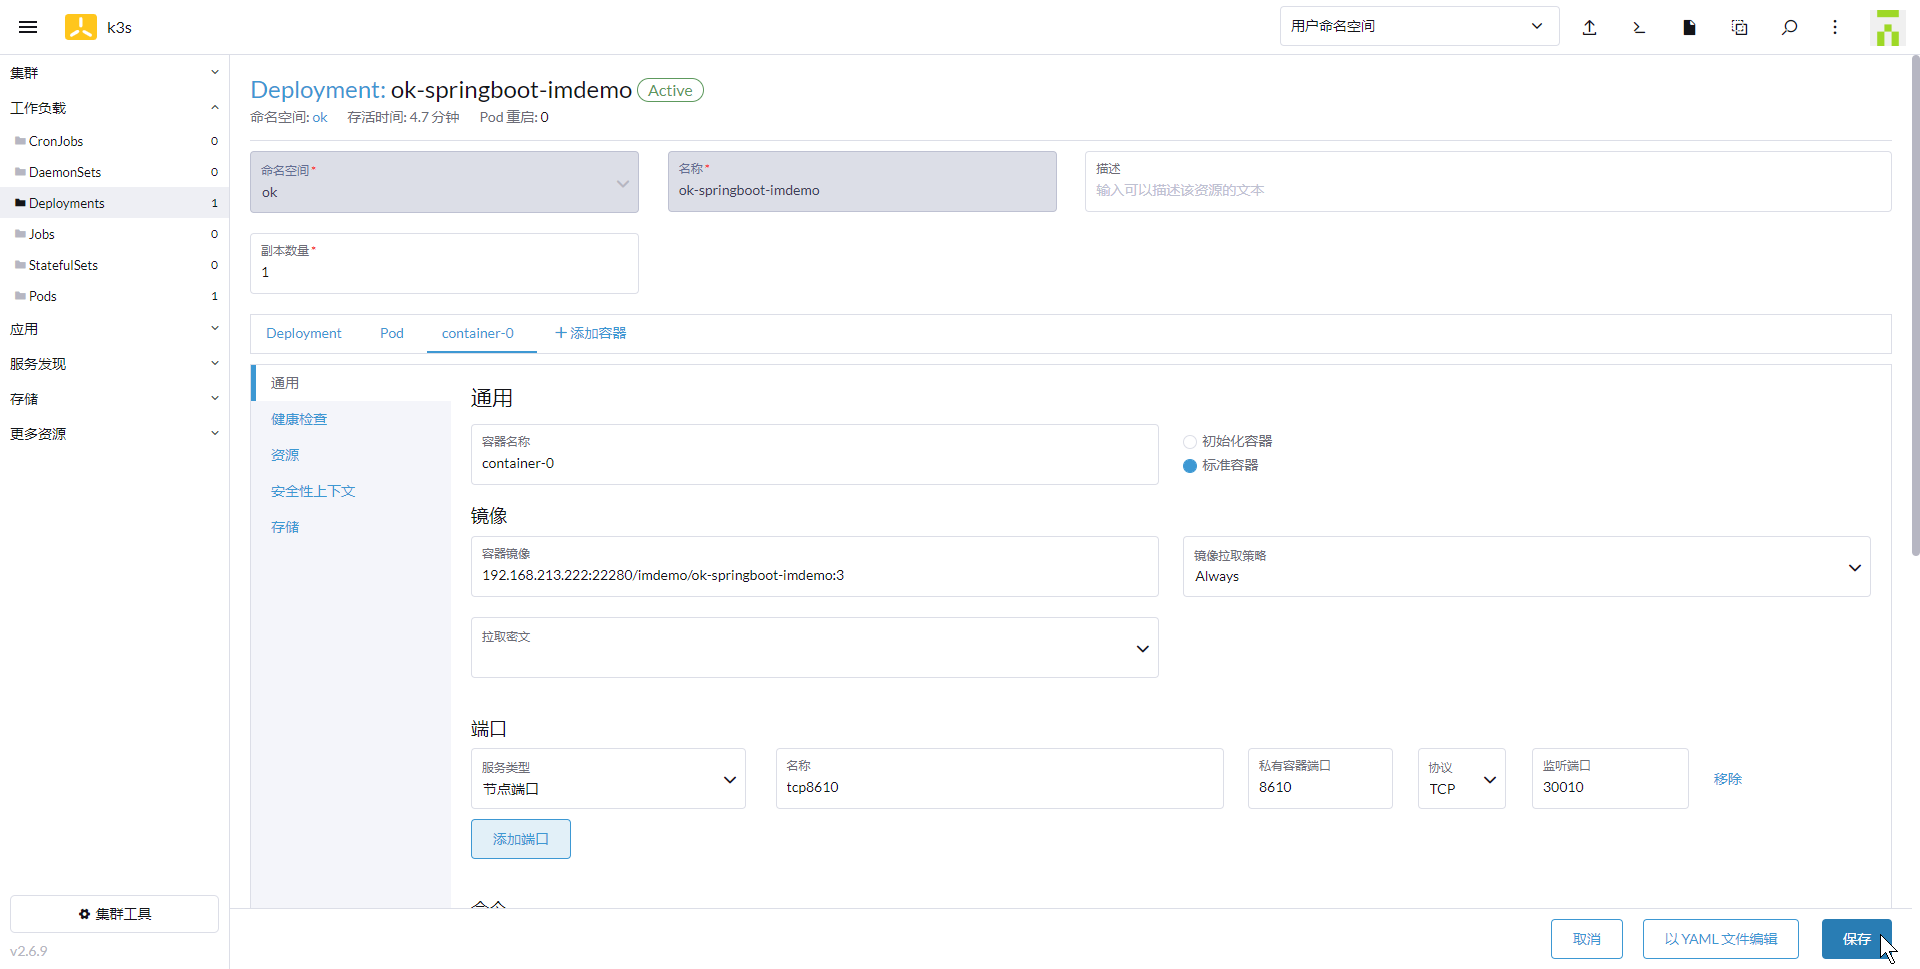 k3s
用户命名空间
集群
工作负载
CronJobs 0
DaemonSets 0
Deployments 1
Jobs 0
StatefulSets 0
Pods 1
应用
服务发现
存储
更多资源
集群工具
v2.6.9
Deployment: ok-springboot-imdemo Active
命名空间: ok 存活时间: 4.7 分钟 Pod 重启: 0
命名空间*
ok
名称*
ok-springboot-imdemo
描述
输入可以描述该资源的文本
副本数量*
1
Deployment Pod container-0 添加容器
通用
健康检查
资源
安全性上下文
存储
通用
容器名称
container-0
初始化容器
标准容器
镜像
容器镜像
192.168.213.222:22280/imdemo/ok-springboot-imdemo:3
镜像拉取策略
Always
拉取密文
端口
服务类型
节点端口
名称
tcp8610
私有容器端口
8610
协议
TCP
监听端口
30010
移除
添加端口
命令
取消 以 YAML 文件编辑 保存